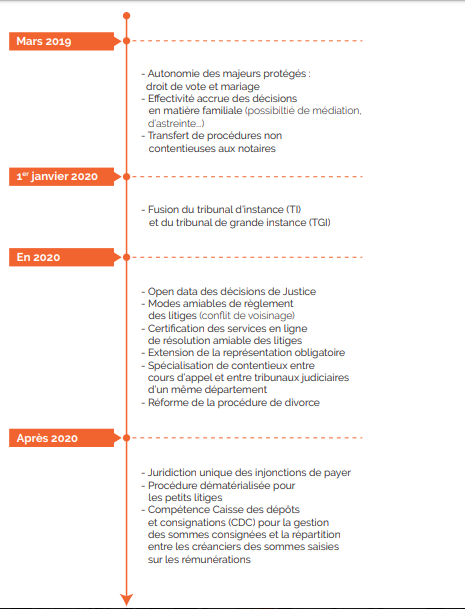 Mars 2019
- Autonomie des majeurs protégés :
droit de vote et mariage
- Effectivité accrue des décisions
en matière familiale (possibiltié de médiation,
d'astreinte...)
- Transfert de procédures non
contentieuses aux notaires
1er janvier 2020
- Fusion du tribunal d'instance (TI)
et du tribunal de grande instance (TGI)
En 2020
- Open data des décisions de Justice
- Modes amiables de règlement
des litiges (conflit de voisinage)
- Certification des services en ligne
de résolution amiable des litiges
- Extension de la représentation obligatoire
- Spécialisation de contentieux entre
cours d'appel et entre tribunaux judiciaires
d'un même département
- Réforme de la procédure de divorce
Après 2020
- Juridiction unique des injonctions de payer
- Procédure dématérialisée pour
les petits litiges
- Compétence Caisse des dépôts
et consignations (CDC) pour la gestion
des sommes consignées et la répartition
entre les créanciers des sommes saisies
sur les rémunérations